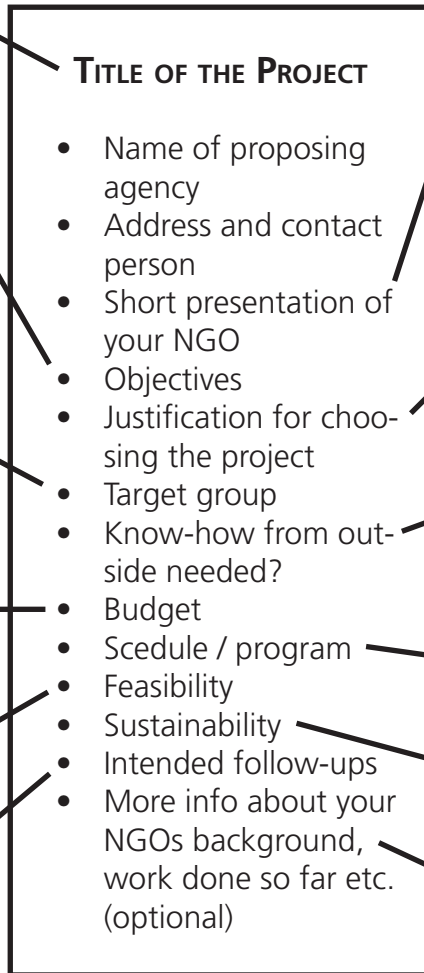 TITLE OF THE PROJECT
• Name of proposing
agency
• Address and contact
person
• Short presentation of
your NGO
• Objectives
• Justification for choo-
sing the project
• Target group
• Know-how from out-
side needed?
• Budget
• Scedule / program
• Feasibility
• Sustainability
• Intended follow-ups
• More info about your
NGOs background,
work done so far etc.
(optional)